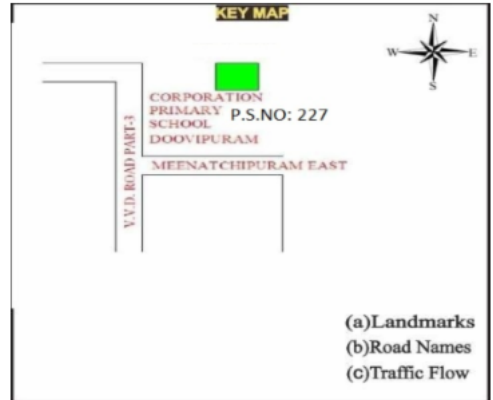 KEY MAP
N
W E
S
CORPORATION
PRIMARY P.S.NO: 227
SCHOOL
DOOVIPURAM
MEENATCHIPURAM EAST
V.V.D. ROAD PART-3
(a)Landmarks
(b)Road Names
(c)Traffic Flow